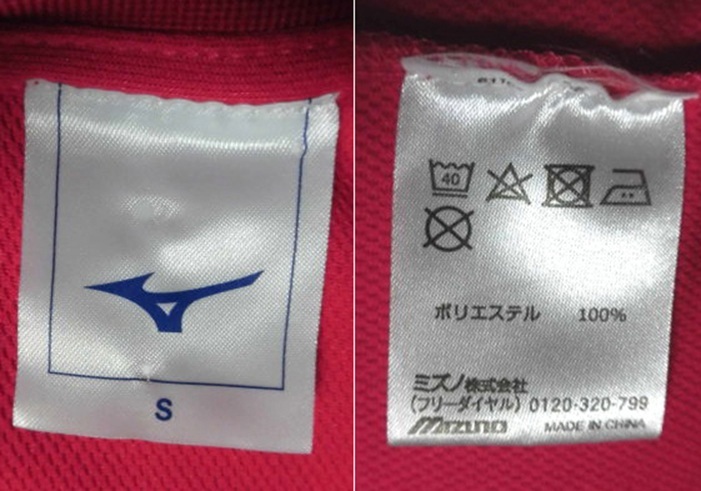 S
40
ポリエステル 100%
ミズノ株式会社
(フリーダイヤル) 0120-320-799
MIZUNO MADE IN CHINA